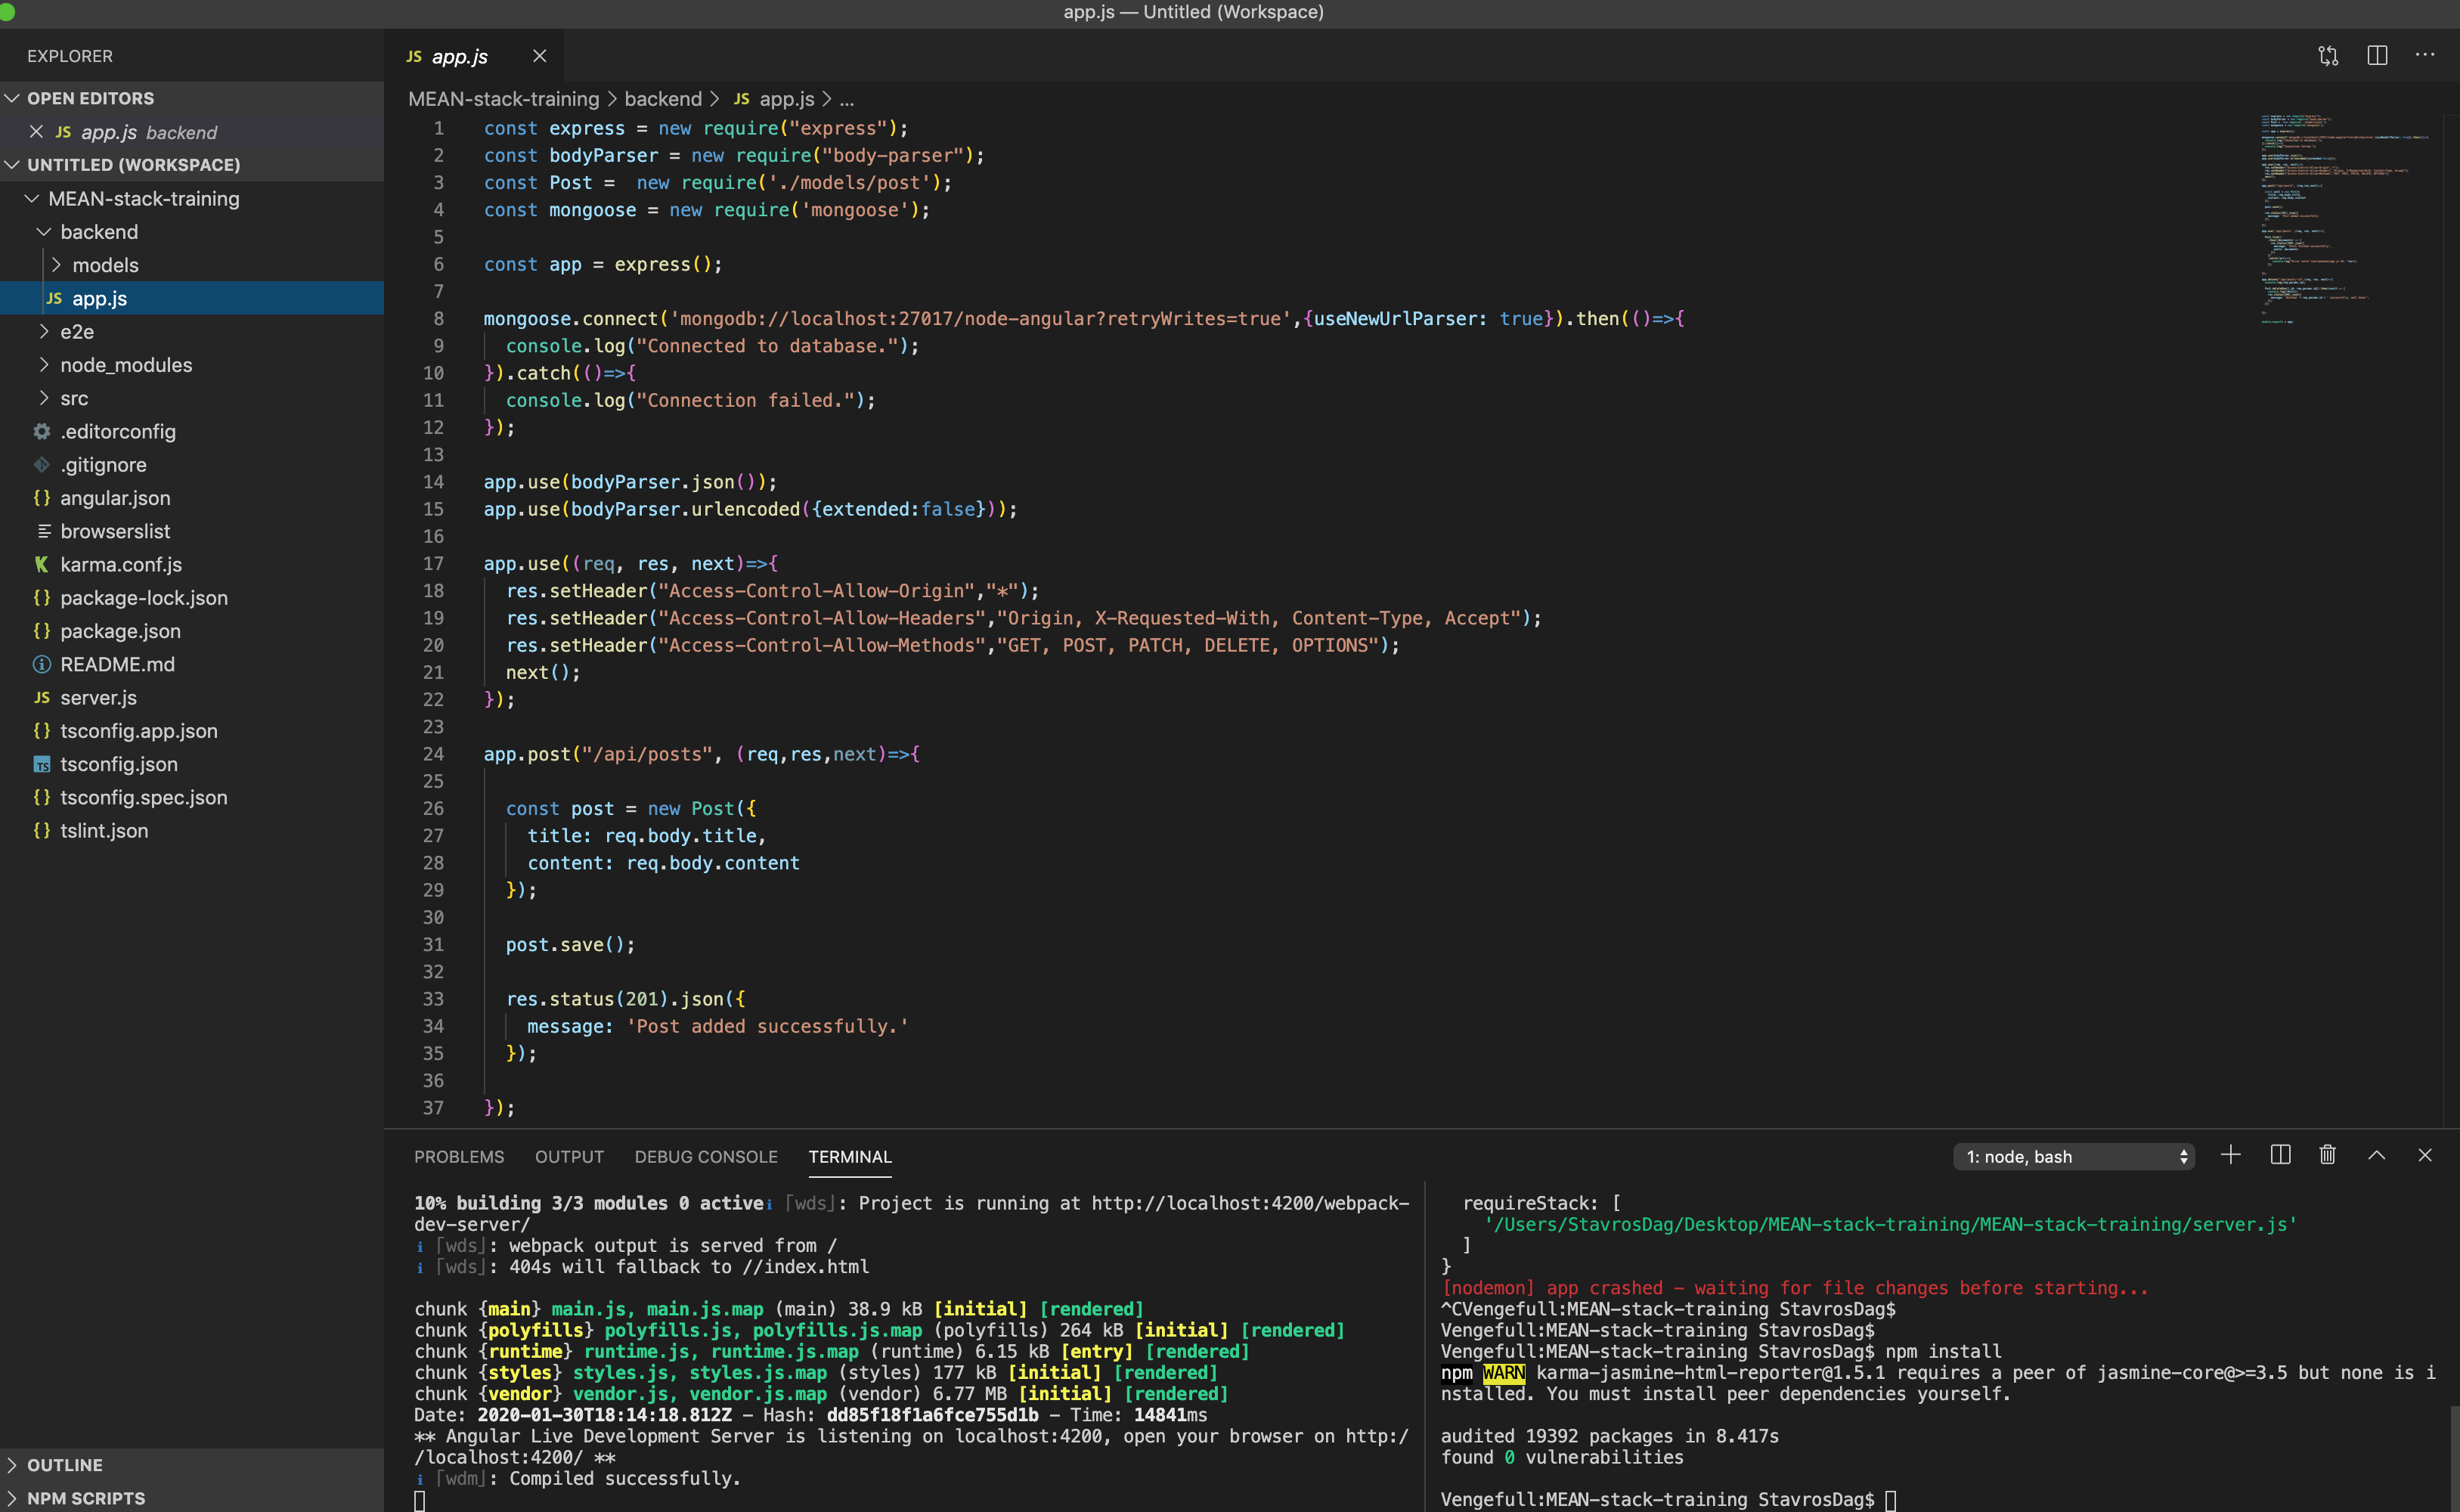 app.js — Untitled (Workspace)
EXPLORER
OPEN EDITORS
JS app.js backend
UNTITLED (WORKSPACE)
MEAN-stack-training
backend
models
JS app.js
e2e
node_modules
src
.editorconfig
.gitignore
{} angular.json
browserslist
K karma.conf.js
{} package-lock.json
{} package.json
README.md
JS server.js
{} tsconfig.app.json
TS tsconfig.json
{} tsconfig.spec.json
{} tslint.json
OUTLINE
NPM SCRIPTS
JS app.js
MEAN-stack-training > backend > JS app.js > ...
1 const express = new require("express");
2 const bodyParser = new require("body-parser");
3 const Post =  new require('./models/post');
4 const mongoose = new require('mongoose');
5
6 const app = express();
7
8 mongoose.connect('mongodb://localhost:27017/node-angular?retryWrites=true',{useNewUrlParser: true}).then(()=>{
9   console.log("Connected to database.");
10 }).catch(()=>{
11   console.log("Connection failed.");
12 });
13
14 app.use(bodyParser.json());
15 app.use(bodyParser.urlencoded({extended:false}));
16
17 app.use((req, res, next)=>{
18   res.setHeader("Access-Control-Allow-Origin","*");
19   res.setHeader("Access-Control-Allow-Headers","Origin, X-Requested-With, Content-Type, Accept");
20   res.setHeader("Access-Control-Allow-Methods","GET, POST, PATCH, DELETE, OPTIONS");
21   next();
22 });
23
24 app.post("/api/posts", (req,res,next)=>{
25
26   const post = new Post({
27     title: req.body.title,
28     content: req.body.content
29   });
30
31   post.save();
32
33   res.status(201).json({
34     message: 'Post added successfully.'
35   });
36
37 });
PROBLEMS OUTPUT DEBUG CONSOLE TERMINAL
1: node, bash
10% building 3/3 modules 0 activeℹ ｢wds｣: Project is running at http://localhost:4200/webpack-
dev-server/
ℹ ｢wds｣: webpack output is served from /
ℹ ｢wds｣: 404s will fallback to //index.html
chunk {main} main.js, main.js.map (main) 38.9 kB [initial] [rendered]
chunk {polyfills} polyfills.js, polyfills.js.map (polyfills) 264 kB [initial] [rendered]
chunk {runtime} runtime.js, runtime.js.map (runtime) 6.15 kB [entry] [rendered]
chunk {styles} styles.js, styles.js.map (styles) 177 kB [initial] [rendered]
chunk {vendor} vendor.js, vendor.js.map (vendor) 6.77 MB [initial] [rendered]
Date: 2020-01-30T18:14:18.812Z - Hash: dd85f18f1a6fce755d1b - Time: 14841ms
** Angular Live Development Server is listening on localhost:4200, open your browser on http:/
/localhost:4200/ **
ℹ ｢wdm｣: Compiled successfully.
requireStack: [
'/Users/StavrosDag/Desktop/MEAN-stack-training/MEAN-stack-training/server.js'
]
}
[nodemon] app crashed - waiting for file changes before starting...
^CVengefull:MEAN-stack-training StavrosDag$
Vengefull:MEAN-stack-training StavrosDag$
Vengefull:MEAN-stack-training StavrosDag$ npm install
npm WARN karma-jasmine-html-reporter@1.5.1 requires a peer of jasmine-core@>=3.5 but none is i
nstalled. You must install peer dependencies yourself.
audited 19392 packages in 8.417s
found 0 vulnerabilities
Vengefull:MEAN-stack-training StavrosDag$